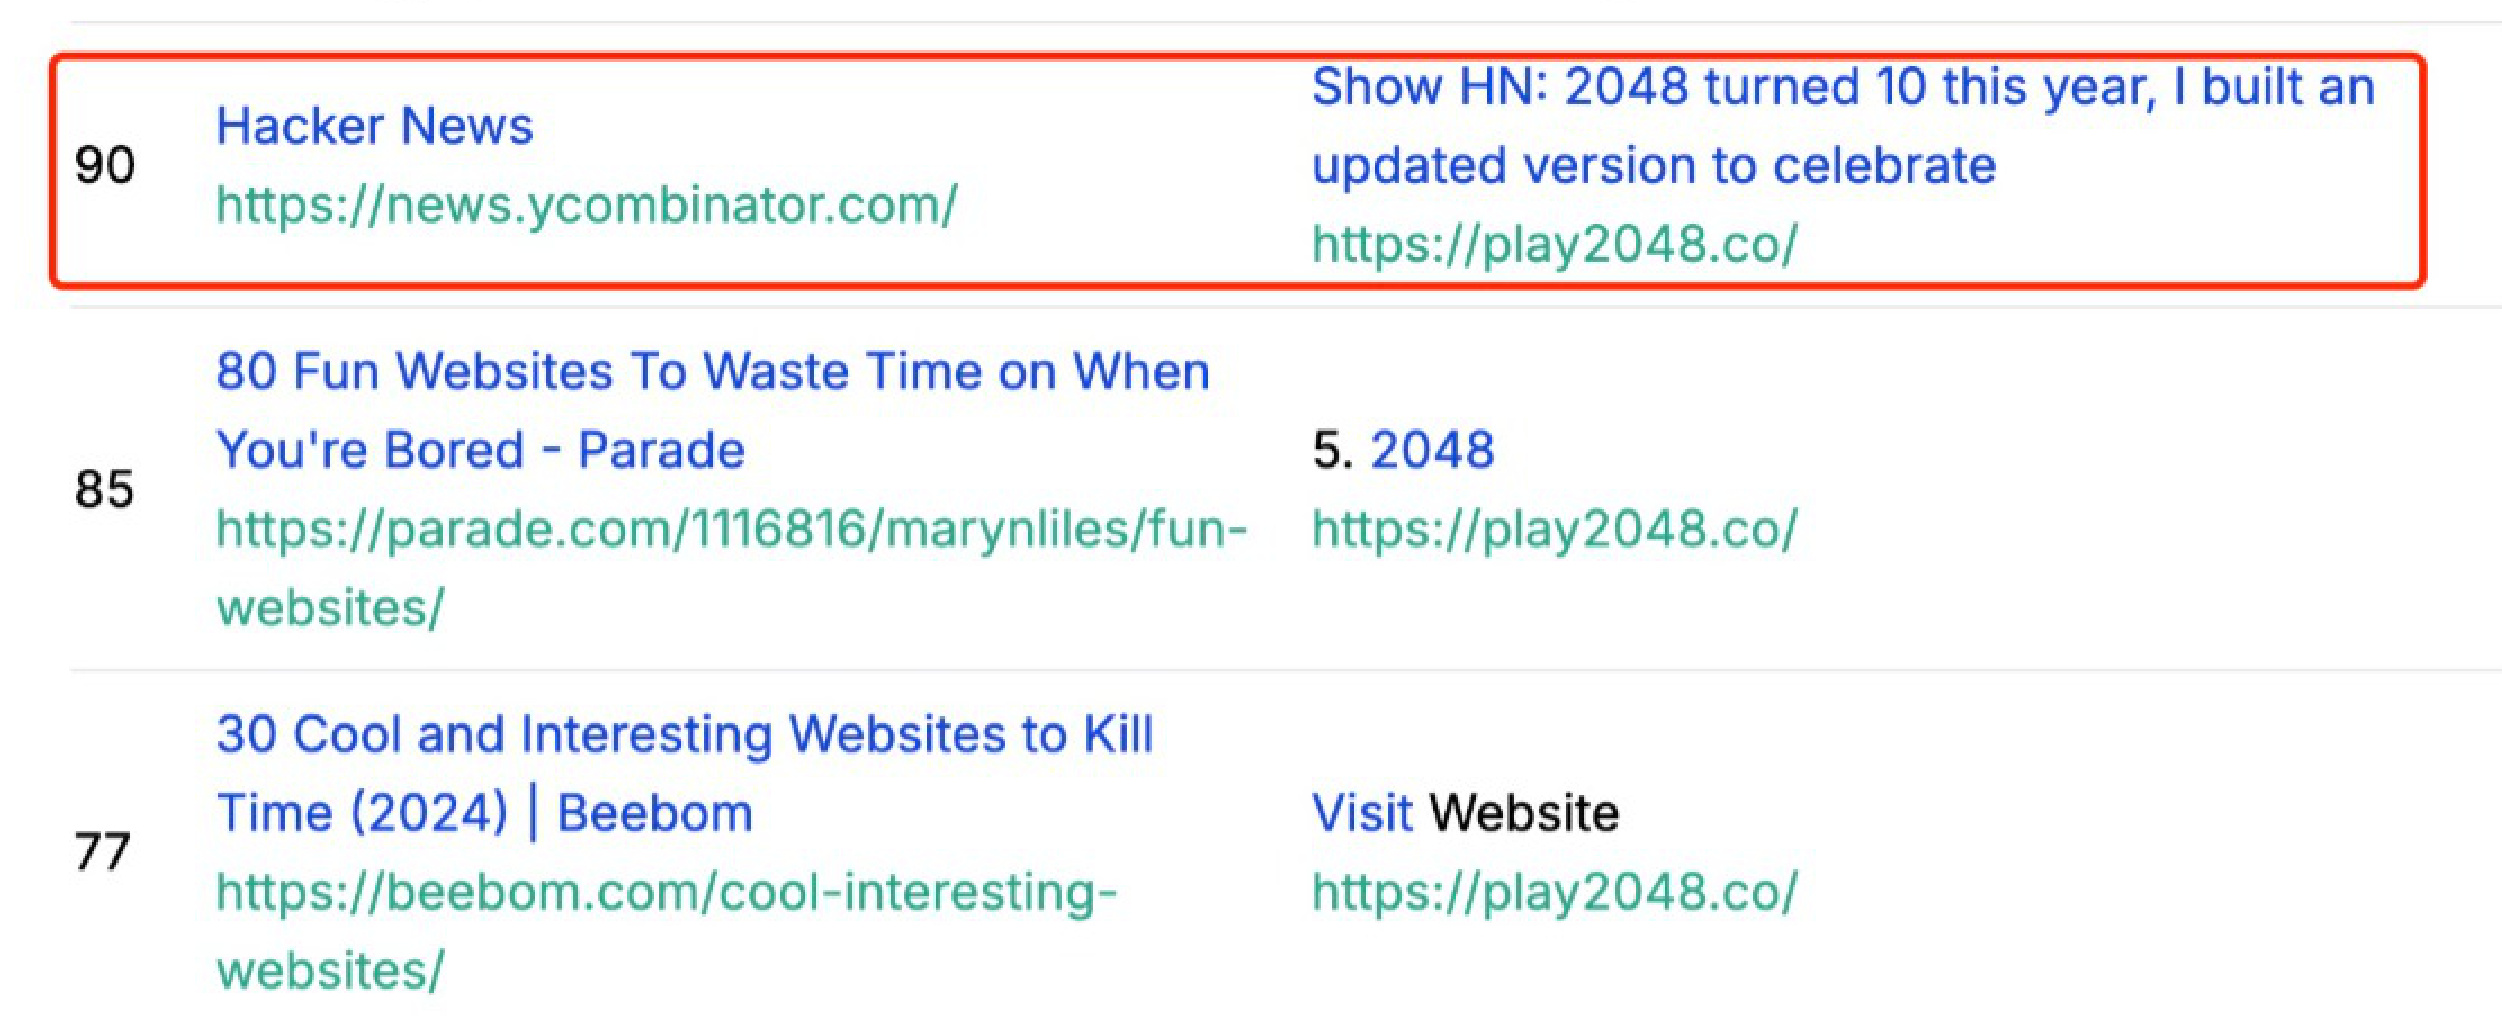 90
Hacker News
https://news.ycombinator.com/
Show HN: 2048 turned 10 this year, I built an
updated version to celebrate
https://play2048.co/
85
80 Fun Websites To Waste Time on When
You're Bored - Parade
https://parade.com/1116816/marynliles/fun-
websites/
5. 2048
https://play2048.co/
77
30 Cool and Interesting Websites to Kill
Time (2024) | Beebom
https://beebom.com/cool-interesting-
websites/
Visit Website
https://play2048.co/